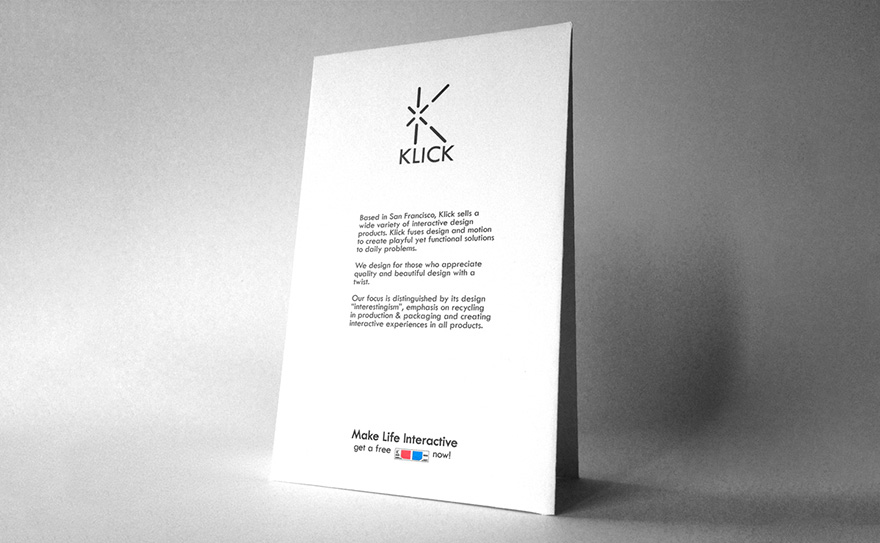 KLICK
Based in San Francisco, Klick sells a
wide variety of interactive design
products. Klick fuses design and motion
to create playful yet functional solutions
to daily problems.
We design for those who appreciate
quality and beautiful design with a
twist.
Our focus is distinguished by its design
"interestingism", emphasis on recycling
in production & packaging and creating
interactive experiences in all products.
Make Life Interactive
get a free now!